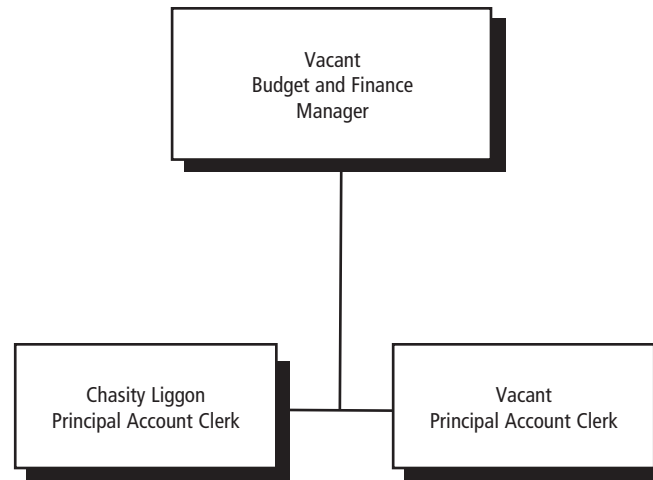 Vacant
Budget and Finance
Manager
Chasity Liggon
Principal Account Clerk
Vacant
Principal Account Clerk